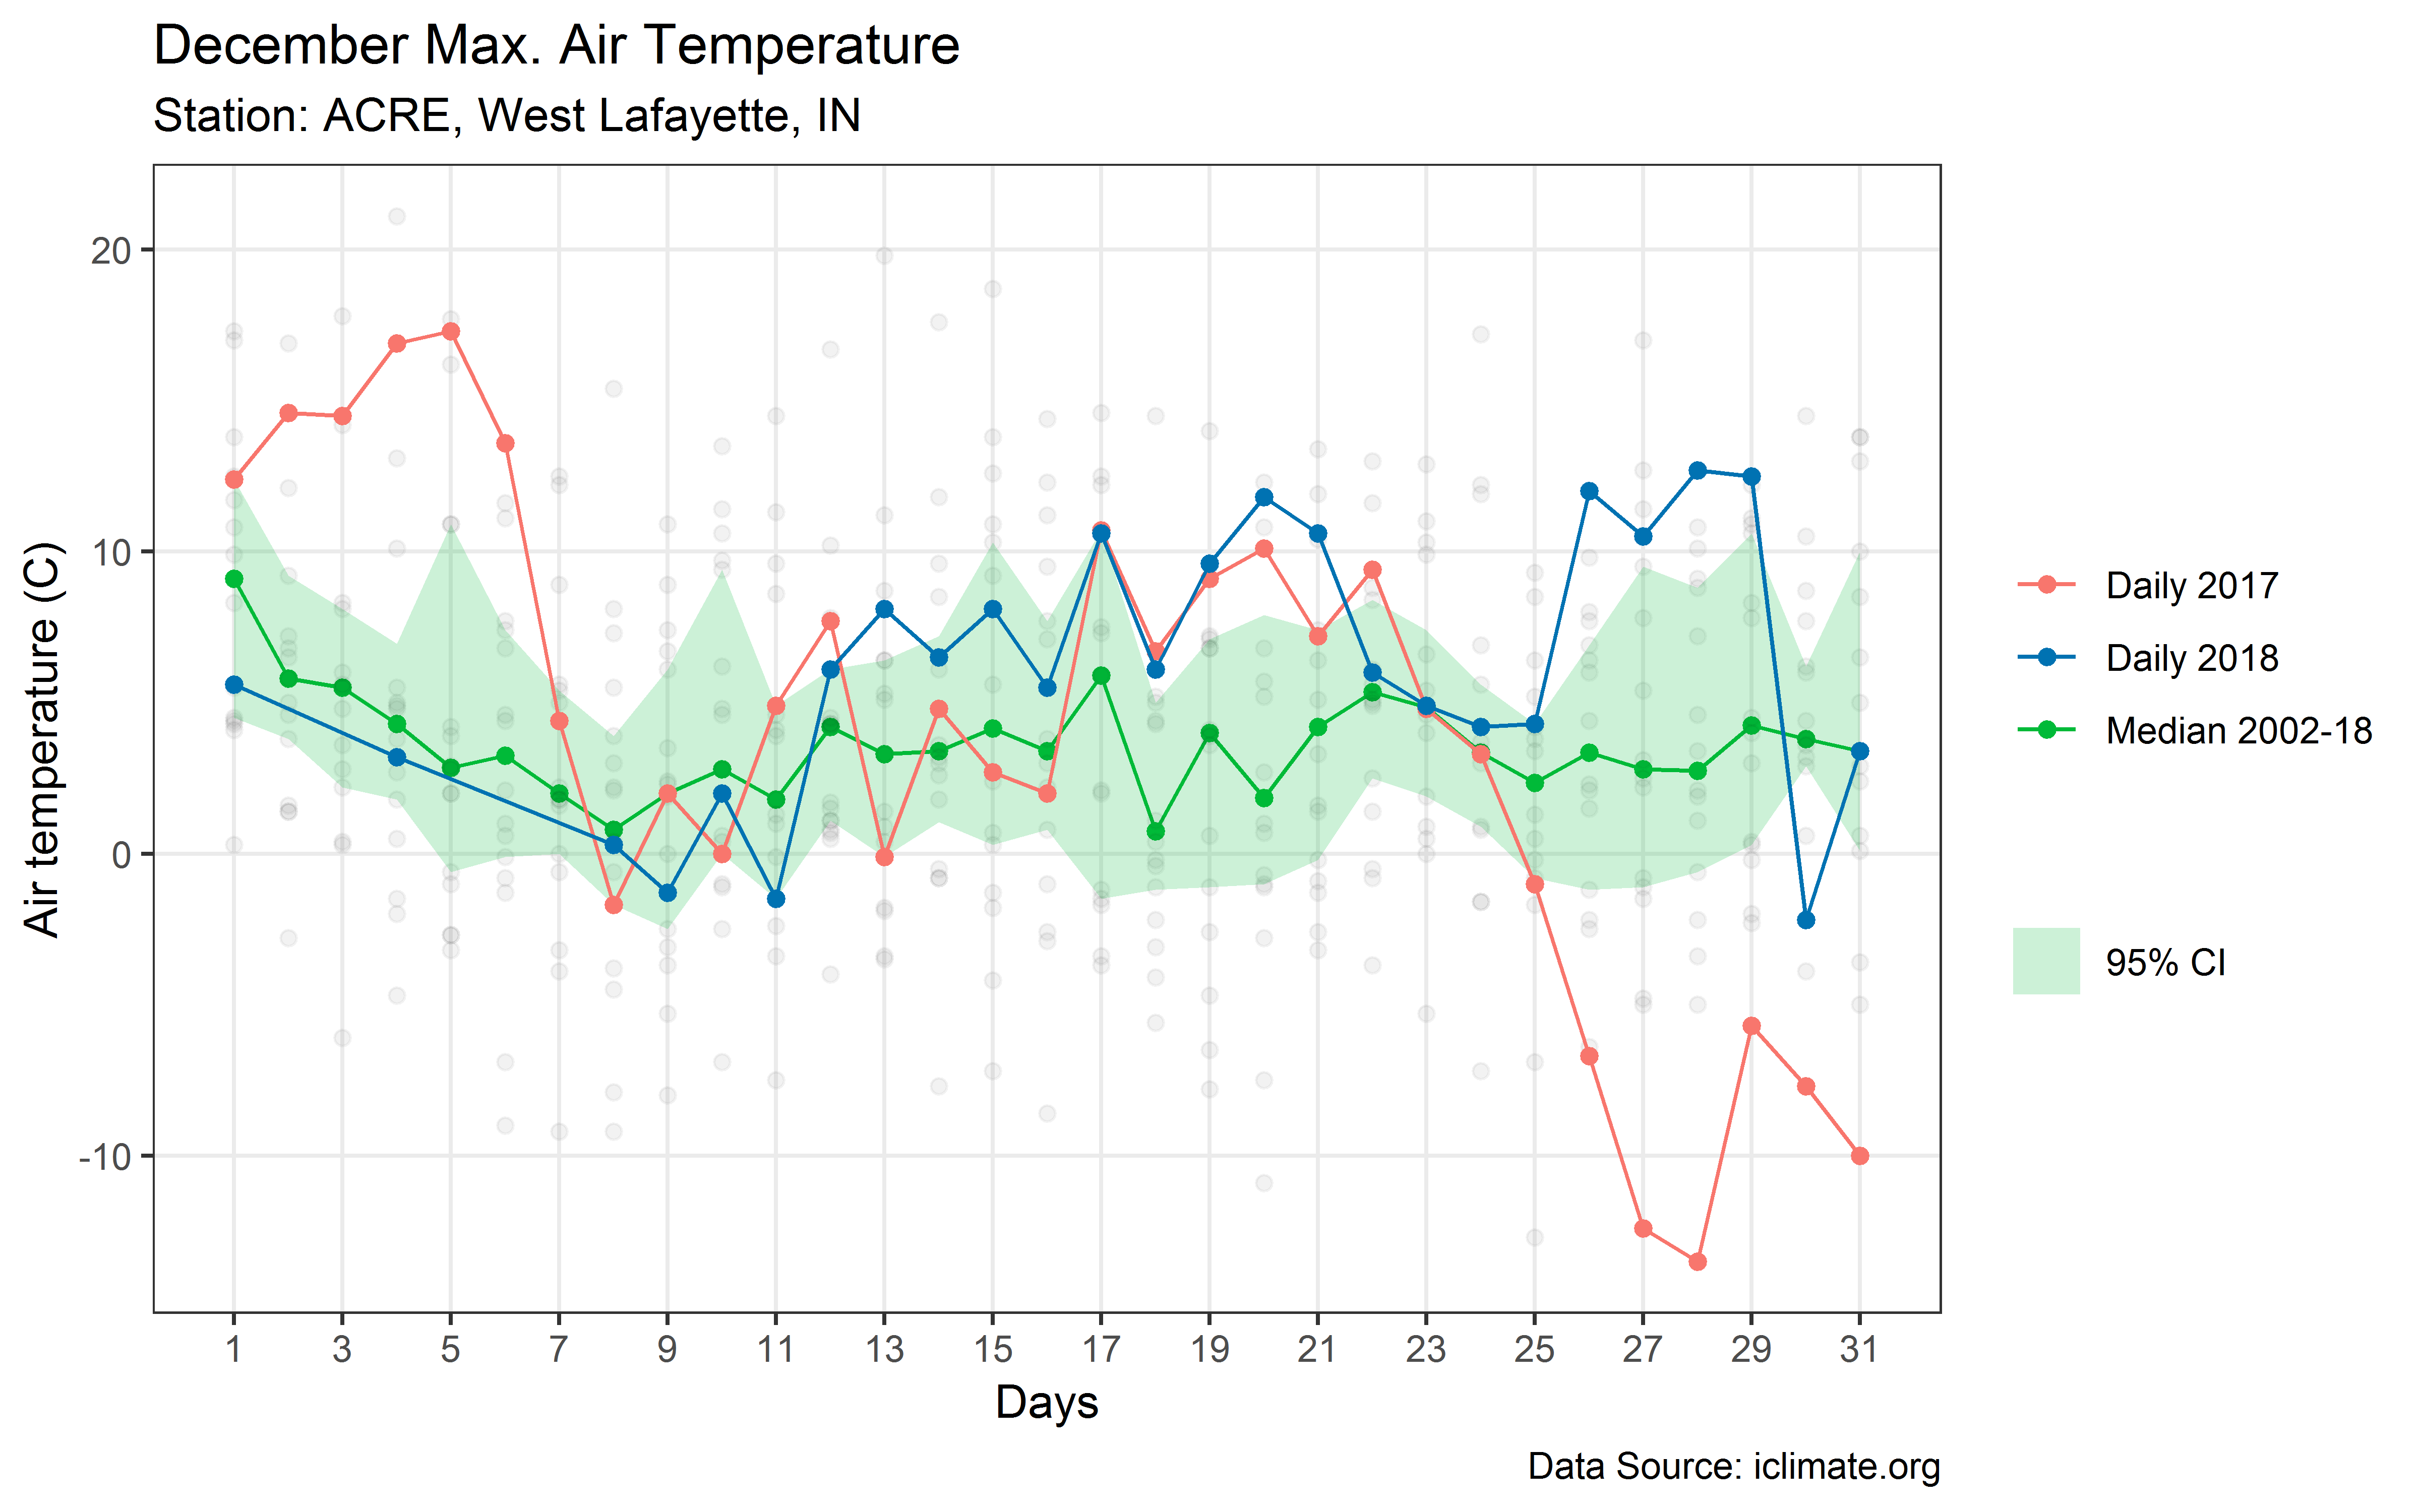 December Max. Air Temperature
Station: ACRE, West Lafayette, IN
Air temperature (C)
20
10
0
-10
1 3 5 7 9 11 13 15 17 19 21 23 25 27 29 31
Days
Daily 2017
Daily 2018
Median 2002-18
95% CI
Data Source: iclimate.org